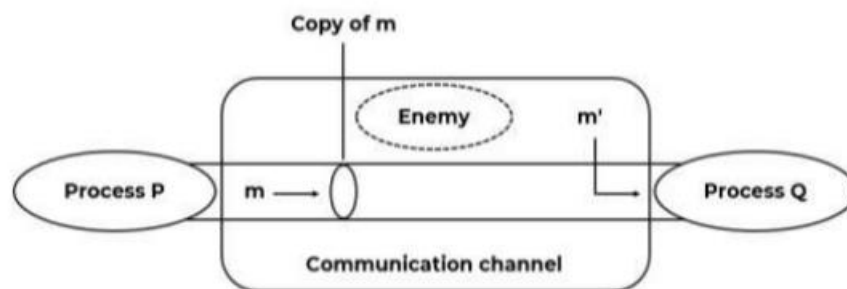 Copy of m
Enemy
m'
Process P
m
Process Q
Communication channel